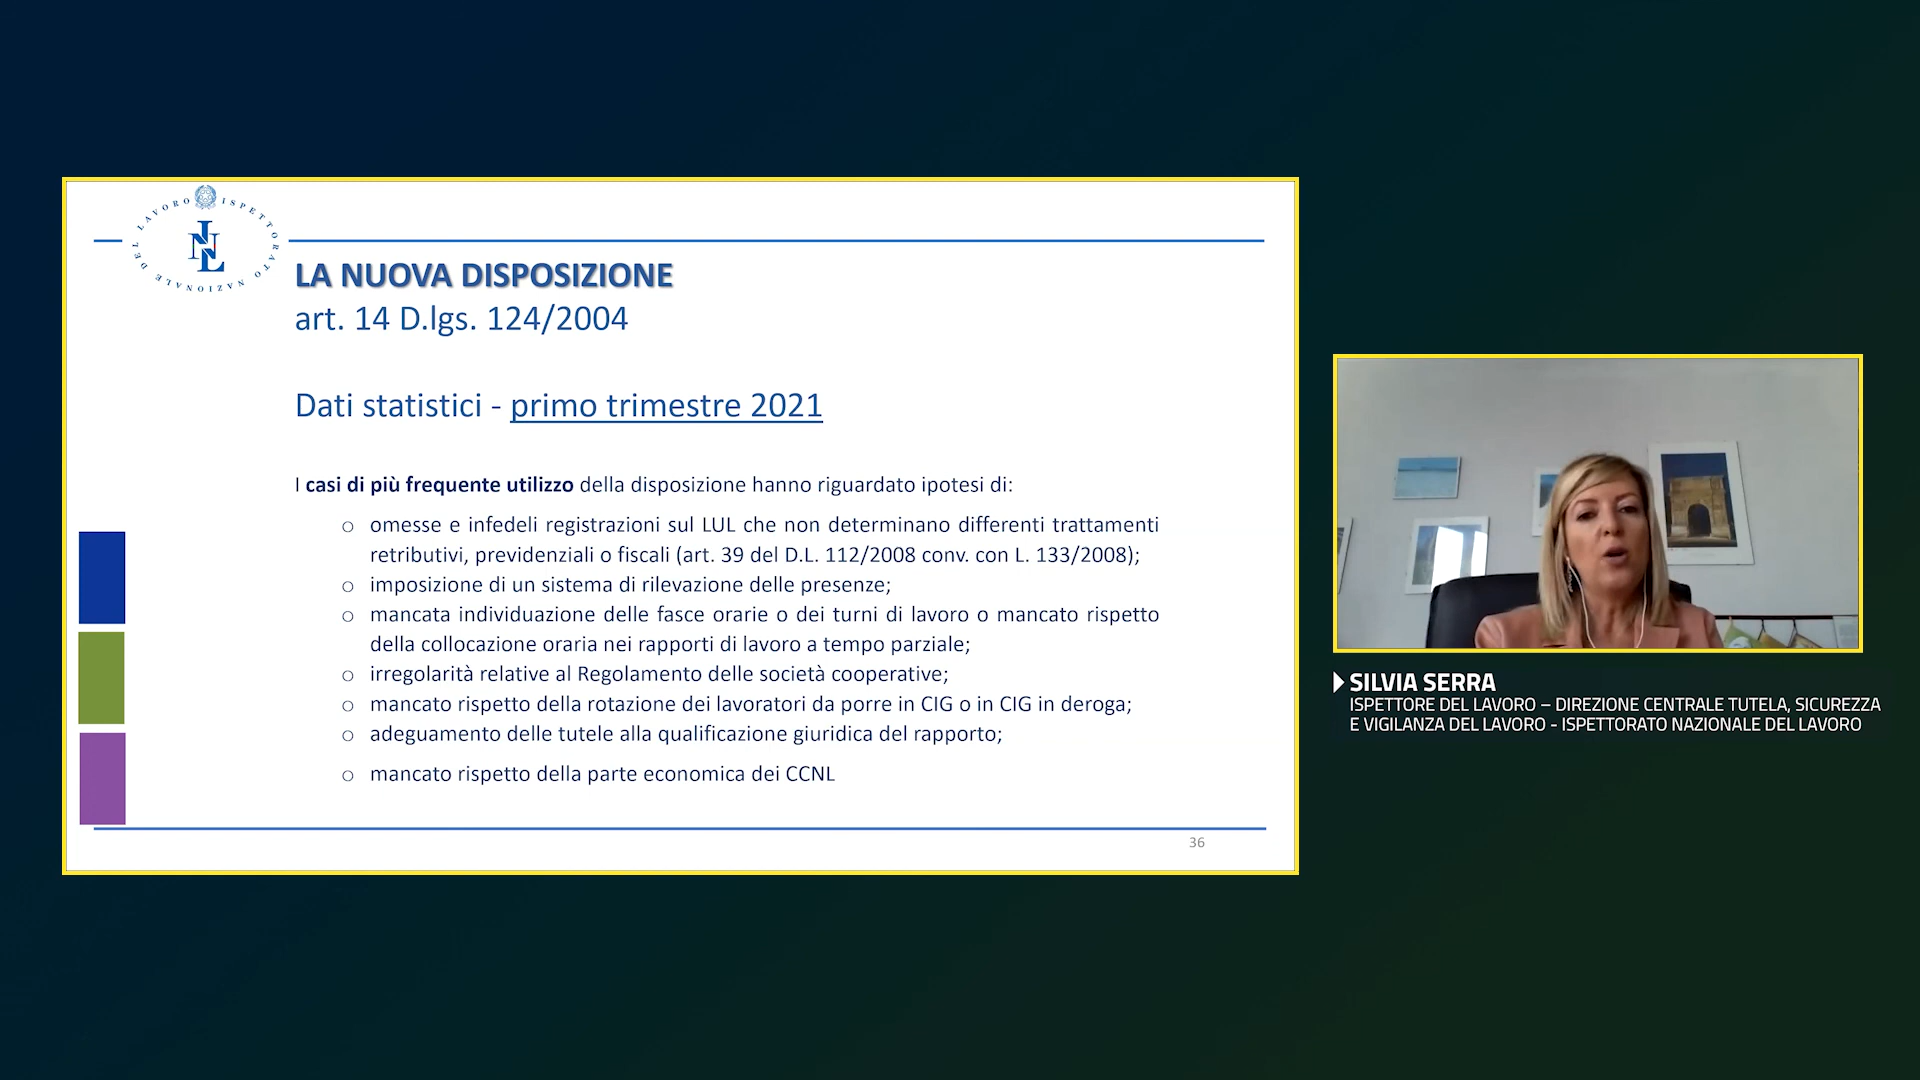 ISPETTORATO NAZIONALE DEL LAVORO
INL
LA NUOVA DISPOSIZIONE
art. 14 D.lgs. 124/2004
Dati statistici - primo trimestre 2021
I casi di più frequente utilizzo della disposizione hanno riguardato ipotesi di:
o omesse e infedeli registrazioni sul LUL che non determinano differenti trattamenti
retributivi, previdenziali o fiscali (art. 39 del D.L. 112/2008 conv. con L. 133/2008);
o imposizione di un sistema di rilevazione delle presenze;
o mancata individuazione delle fasce orarie o dei turni di lavoro o mancato rispetto
della collocazione oraria nei rapporti di lavoro a tempo parziale;
o irregolarità relative al Regolamento delle società cooperative;
o mancato rispetto della rotazione dei lavoratori da porre in CIG o in CIG in deroga;
o adeguamento delle tutele alla qualificazione giuridica del rapporto;
o mancato rispetto della parte economica dei CCNL
36
SILVIA SERRA
ISPETTORE DEL LAVORO – DIREZIONE CENTRALE TUTELA, SICUREZZA
E VIGILANZA DEL LAVORO - ISPETTORATO NAZIONALE DEL LAVORO